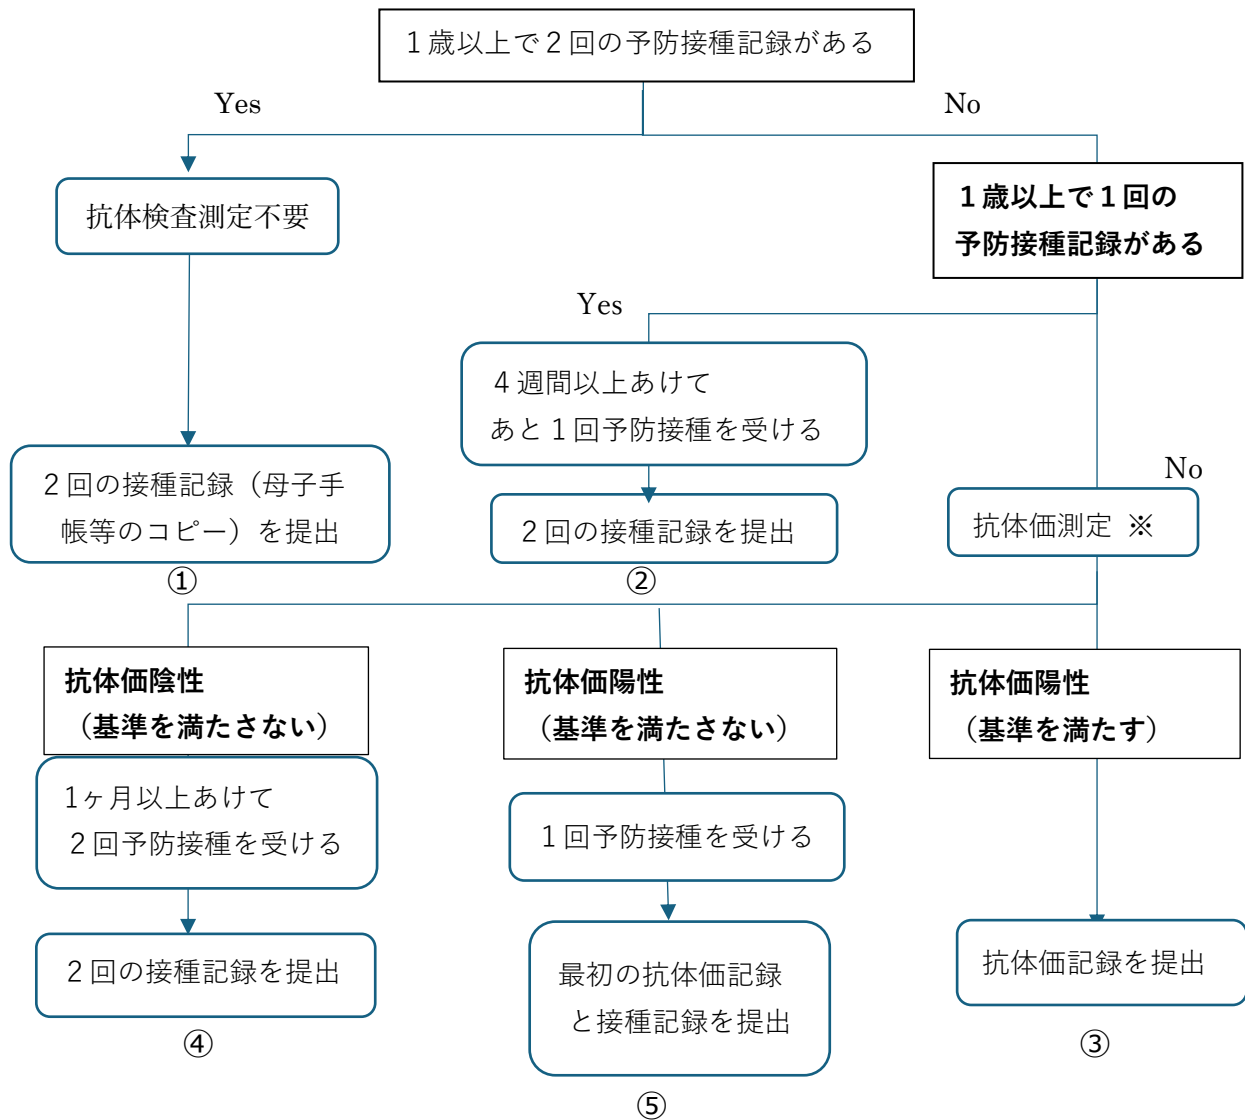 １歳以上で２回の予防接種記録がある
Yes
No
抗体検査測定不要
１歳以上で１回の
予防接種記録がある
Yes
４週間以上あけて
あと１回予防接種を受ける
２回の接種記録（母子手
帳等のコピー）を提出
①
２回の接種記録を提出
②
No
抗体価測定 ※
抗体価陰性
（基準を満たさない）
1ヶ月以上あけて
２回予防接種を受ける
２回の接種記録を提出
④
抗体価陽性
（基準を満たさない）
１回予防接種を受ける
最初の抗体価記録
と接種記録を提出
⑤
抗体価陽性
（基準を満たす）
抗体価記録を提出
③